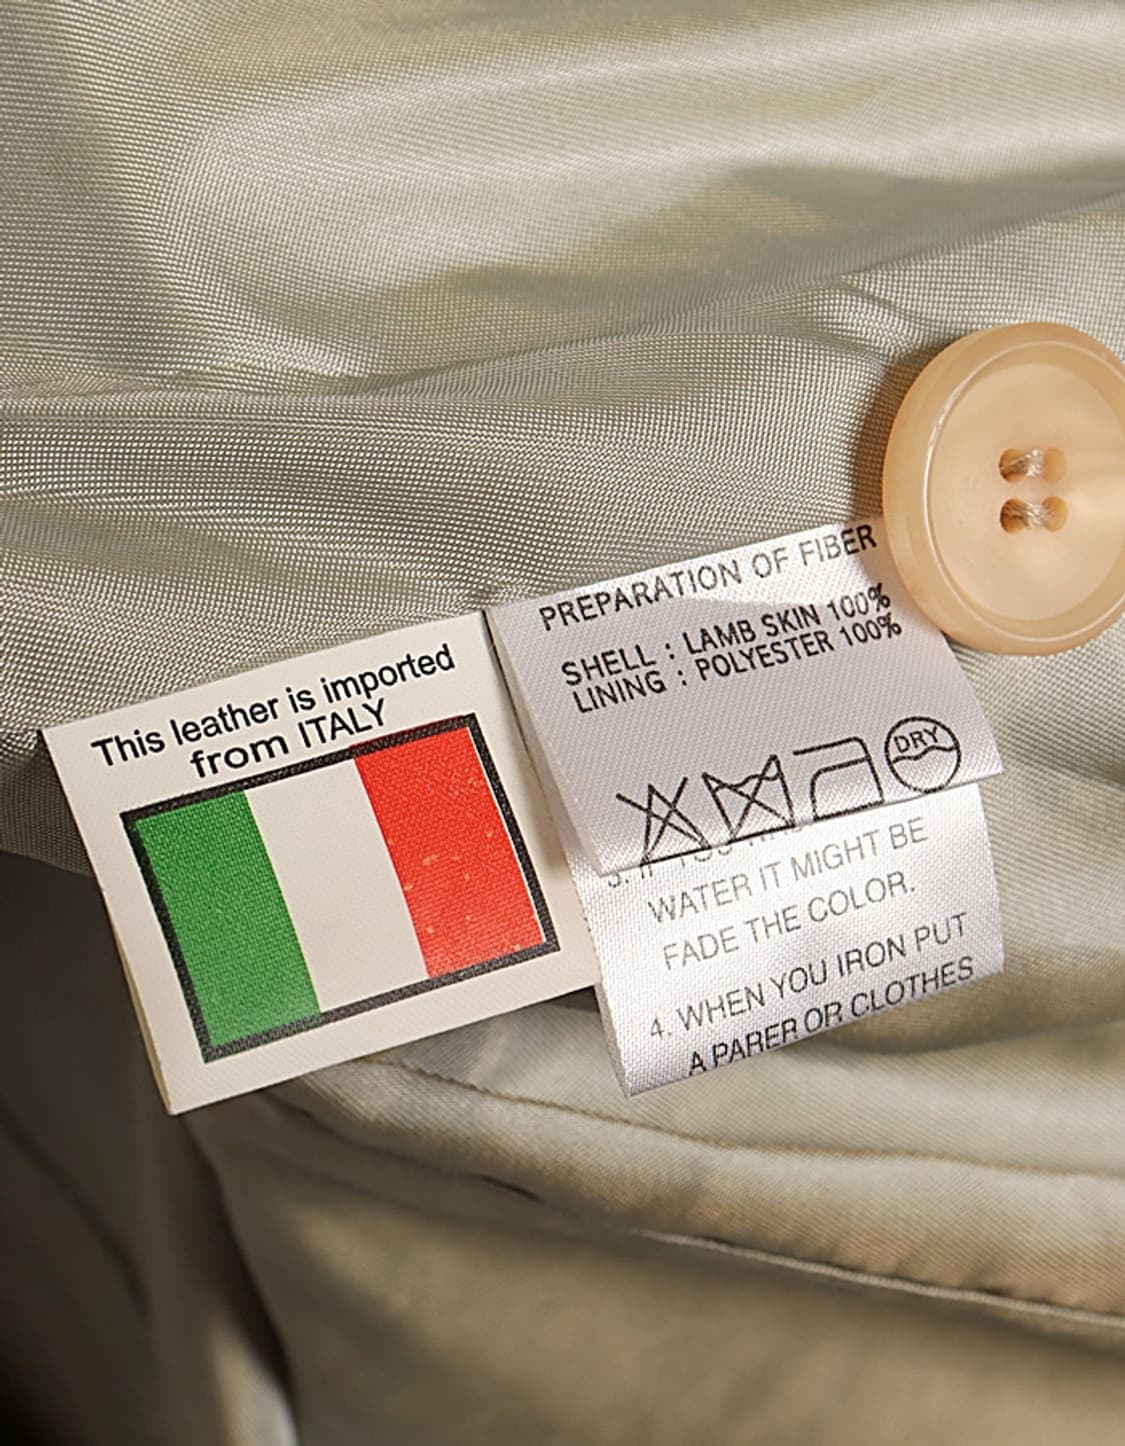 This leather is imported
from ITALY
PREPARATION OF FIBER
SHELL : LAMB SKIN 100%
LINING : POLYESTER 100%
DRY
WATER IT MIGHT BE
FADE THE COLOR.
4. WHEN YOU IRON PUT
A PARER OR CLOTHES